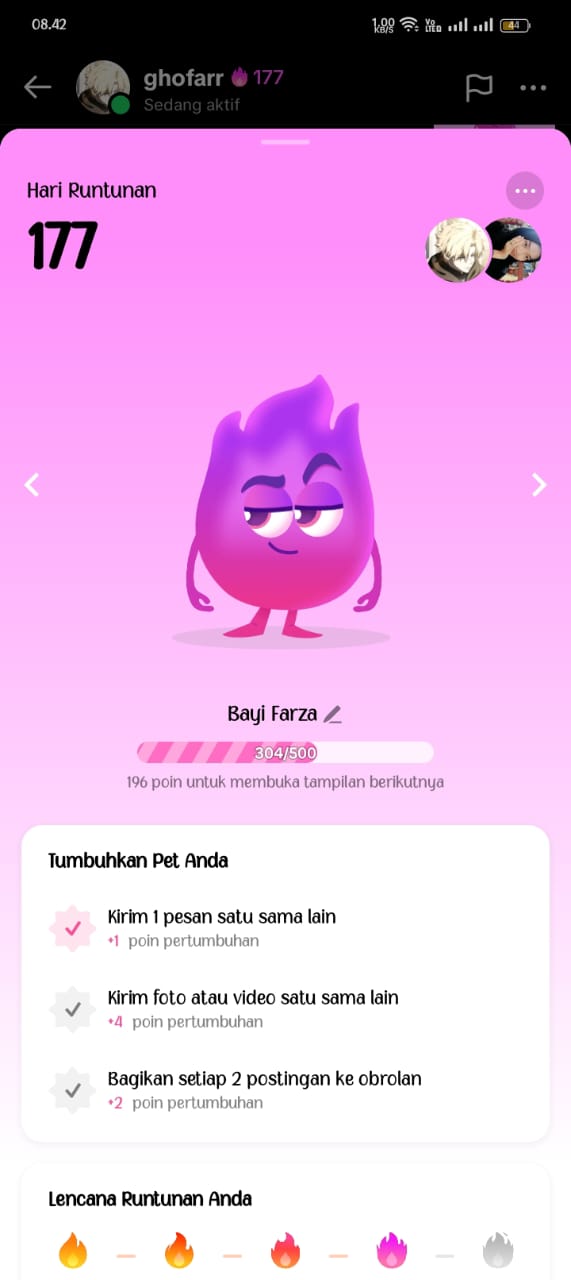 08.42
1.00 KB/S
Vo LTE
44
ghofarr 177
Sedang aktif
Hari Runtunan
177
Bayi Farza
304/500
196 poin untuk membuka tampilan berikutnya
Tumbuhkan Pet Anda
Kirim 1 pesan satu sama lain
+1 poin pertumbuhan
Kirim foto atau video satu sama lain
+4 poin pertumbuhan
Bagikan setiap 2 postingan ke obrolan
+2 poin pertumbuhan
Lencana Runtunan Anda